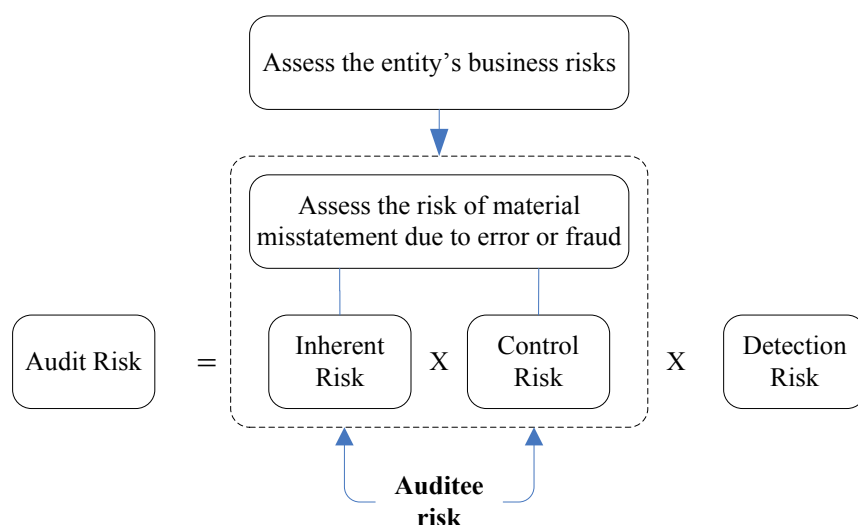 Assess the entity’s business risks
Assess the risk of material
misstatement due to error or fraud
Audit Risk
=
Inherent
Risk
X
Control
Risk
X
Detection
Risk
Auditee
risk